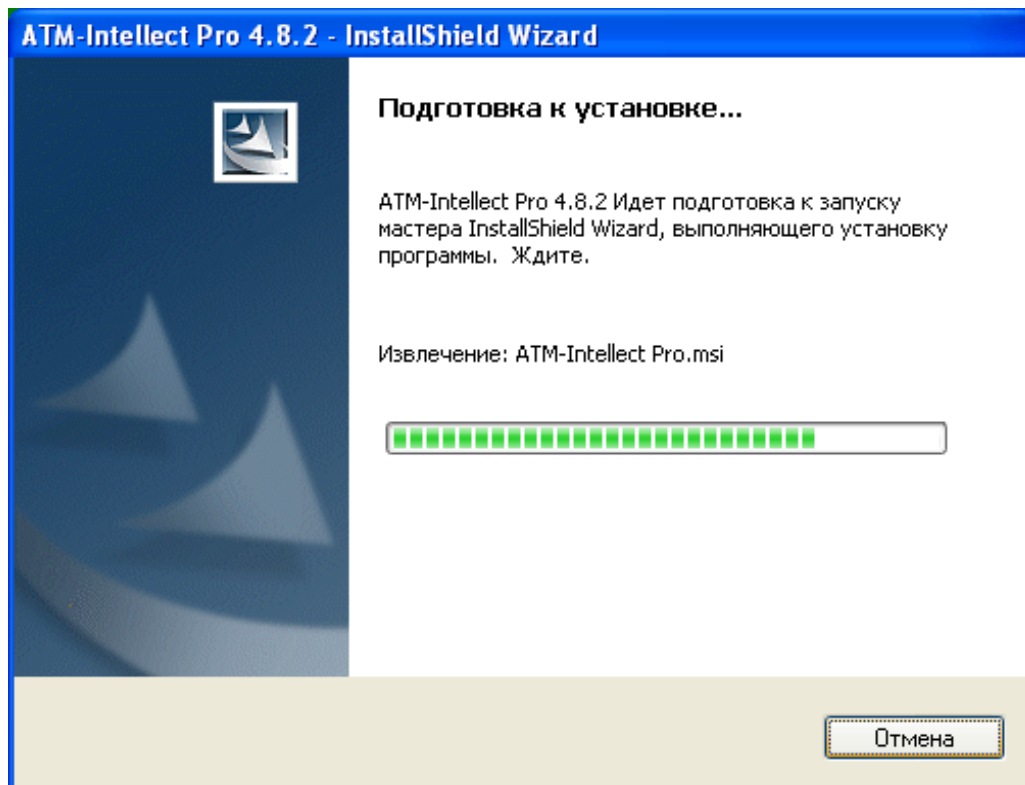 ATM-Intellect Pro 4.8.2 - InstallShield Wizard
Подготовка к установке...
ATM-Intellect Pro 4.8.2 Идет подготовка к запуску
мастера InstallShield Wizard, выполняющего установку
программы.  Ждите.
Извлечение: ATM-Intellect Pro.msi
Отмена